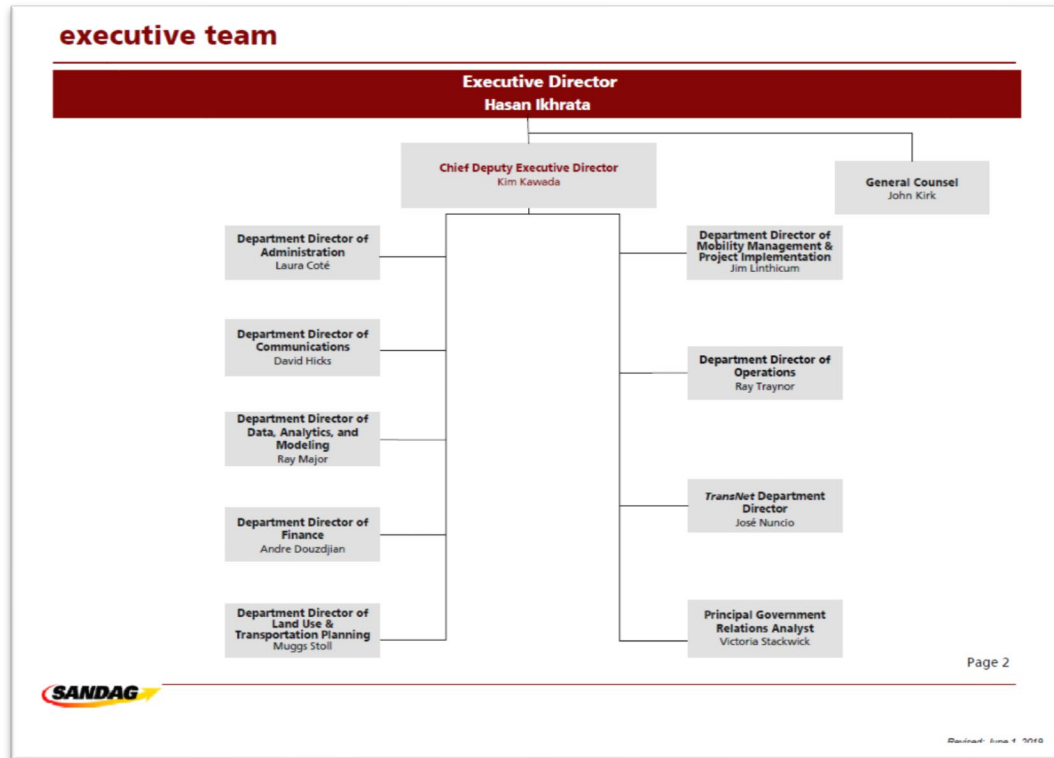 executive team
Executive Director
Hasan Ikhrata
Chief Deputy Executive Director
Kim Kawada
General Counsel
John Kirk
Department Director of
Administration
Laura Coté
Department Director of
Mobility Management &
Project Implementation
Jim Linthicum
Department Director of
Communications
David Hicks
Department Director of
Operations
Ray Traynor
Department Director of
Data, Analytics, and
Modeling
Ray Major
TransNet Department
Director
José Nuncio
Department Director of
Finance
Andre Douzdjian
Department Director of
Land Use &
Transportation Planning
Muggs Stoll
Principal Government
Relations Analyst
Victoria Stackwick
Page 2
SANDAG
Revised: June 1, 2019